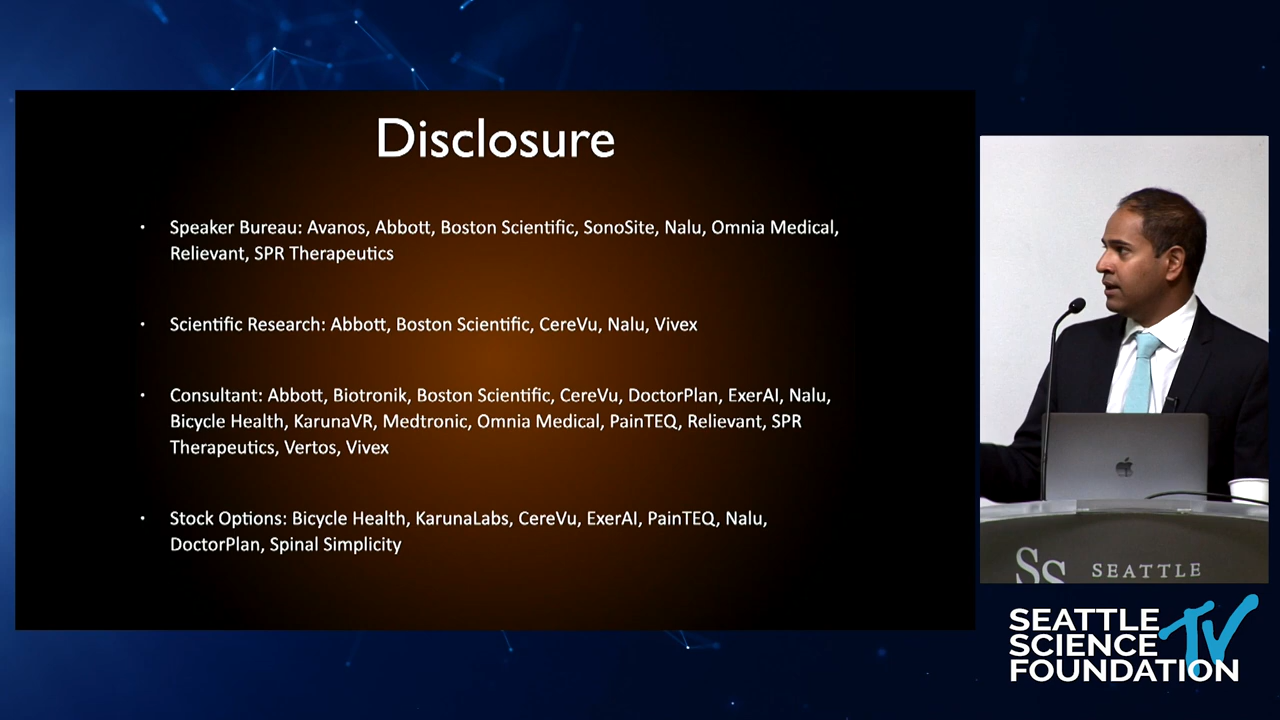 Disclosure
• Speaker Bureau: Avanos, Abbott, Boston Scientific, SonoSite, Nalu, Omnia Medical,
Relievant, SPR Therapeutics
• Scientific Research: Abbott, Boston Scientific, CereVu, Nalu, Vivex
• Consultant: Abbott, Biotronik, Boston Scientific, CereVu, DoctorPlan, ExerAI, Nalu,
Bicycle Health, KarunaVR, Medtronic, Omnia Medical, PainTEQ, Relievant, SPR
Therapeutics, Vertos, Vivex
• Stock Options: Bicycle Health, KarunaLabs, CereVu, ExerAI, PainTEQ, Nalu,
DoctorPlan, Spinal Simplicity
SS SEATTLE
SEATTLE
SCIENCE TV
FOUNDATION